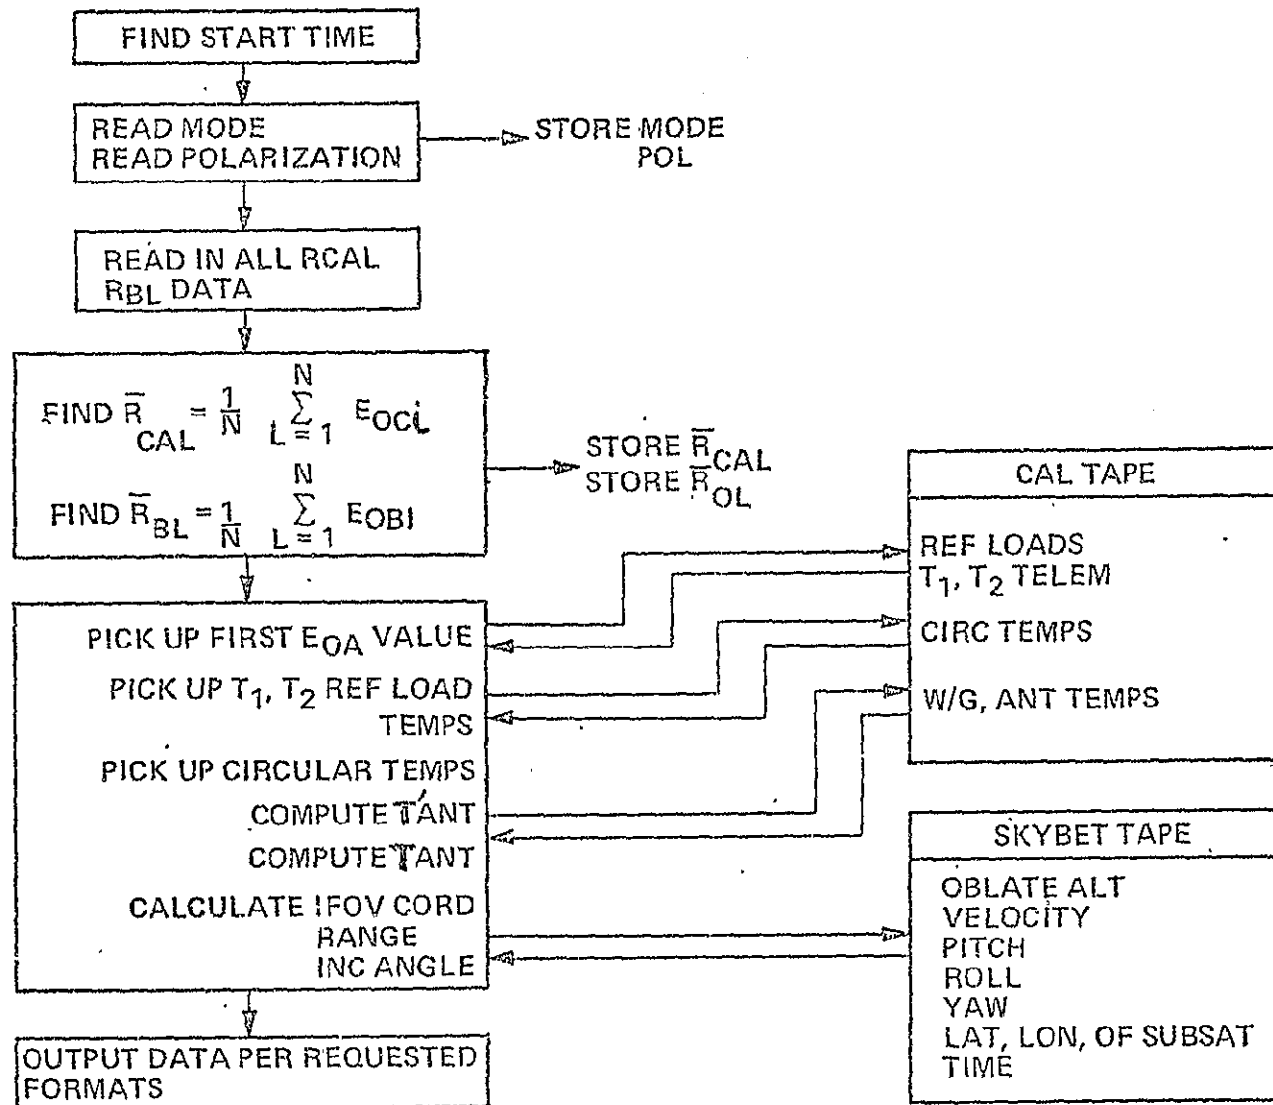 FIND START TIME
READ MODE
READ POLARIZATION
STORE MODE
POL
READ IN ALL RCAL
RBL DATA
FIND R̅CAL = 1/N N∑L = 1 EOCL
FIND R̅BL = 1/N N∑L = 1 EOBI
STORE R̅CAL
STORE R̅OL
PICK UP FIRST EOA VALUE
PICK UP T1, T2 REF LOAD
TEMPS
PICK UP CIRCULAR TEMPS
COMPUTE T'ANT
COMPUTE TANT
CALCULATE IFOV CORD
RANGE
INC ANGLE
OUTPUT DATA PER REQUESTED
FORMATS
CAL TAPE
REF LOADS
T1, T2 TELEM
CIRC TEMPS
W/G, ANT TEMPS
SKYBET TAPE
OBLATE ALT
VELOCITY
PITCH
ROLL
YAW
LAT, LON, OF SUBSAT
TIME